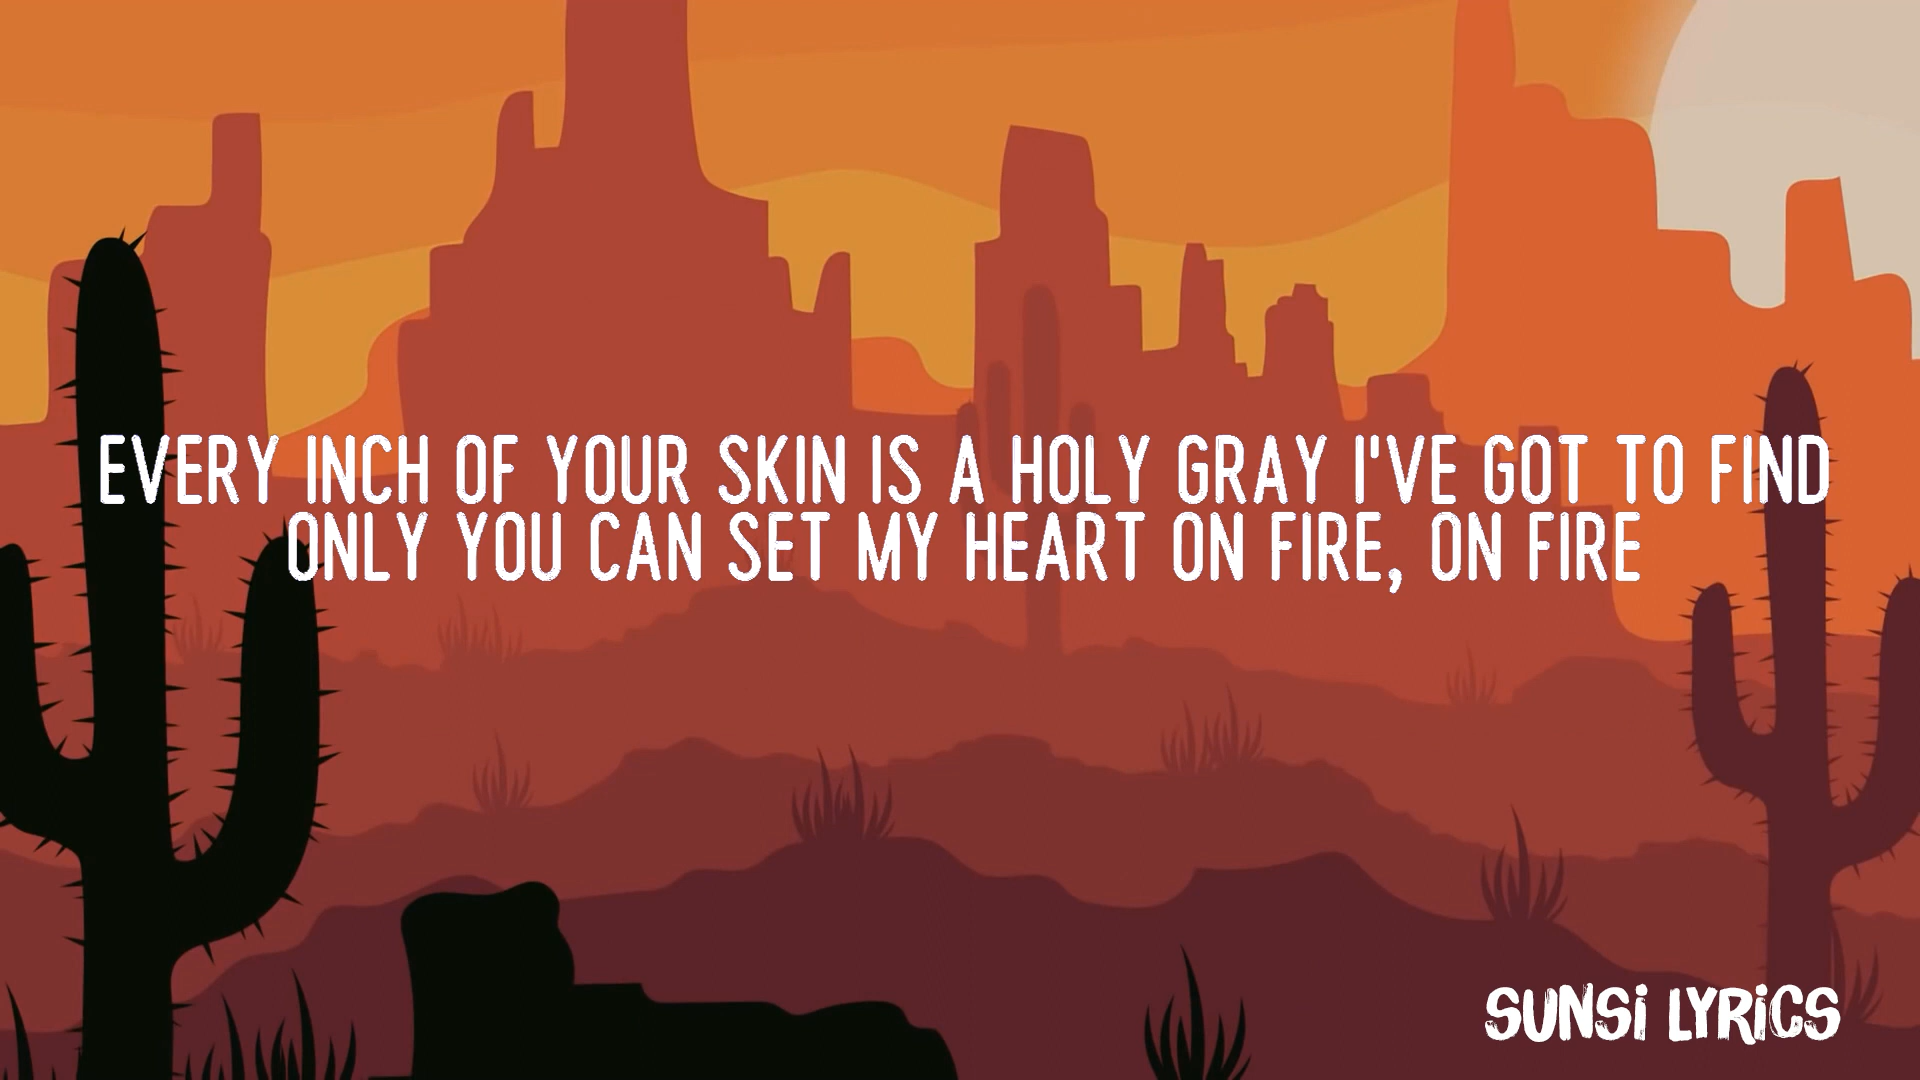 EVERY INCH OF YOUR SKIN IS A HOLY GRAY I'VE GOT TO FIND
ONLY YOU CAN SET MY HEART ON FIRE, ON FIRE
SUNSi LYRiCS